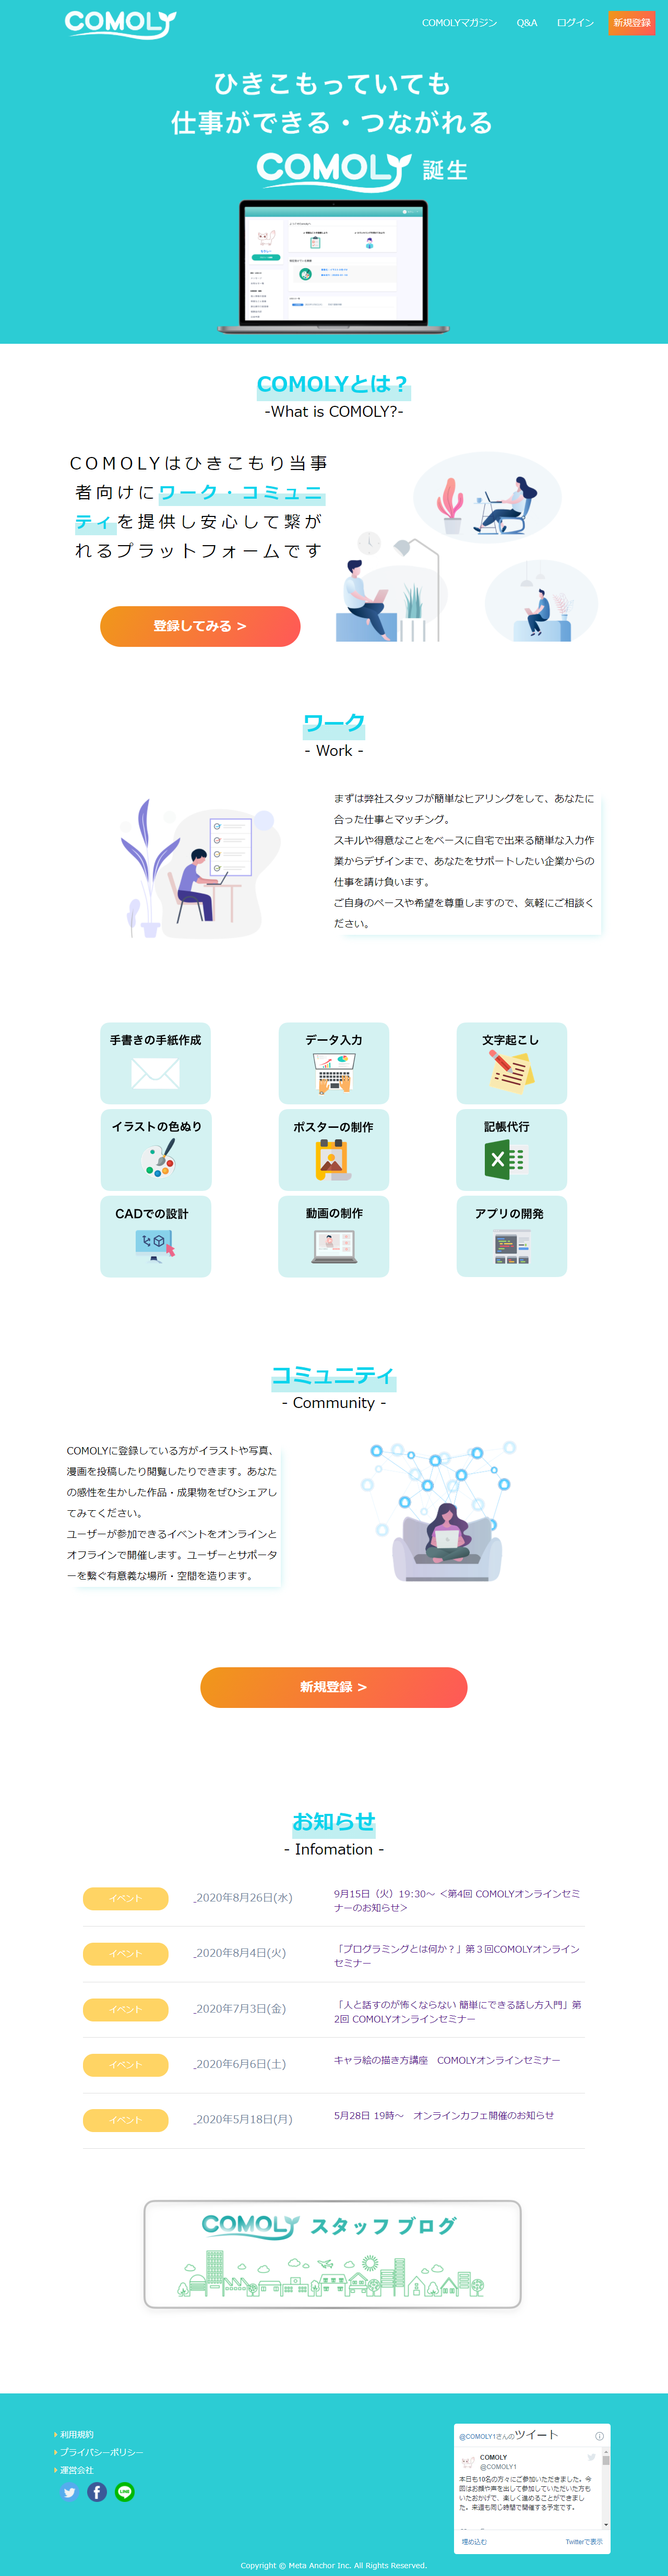 COMOLY
COMOLYマガジン
Q&A
ログイン
新規登録
ひきこもっていても
仕事ができる・つながれる
COMOLY 誕生
COMOLYとは？
-What is COMOLY?-
COMOLYはひきこもり当事
者向けにワーク・コミュニ
ティを提供し安心して繋が
れるプラットフォームです
登録してみる >
ワーク
- Work -
まずは弊社スタッフが簡単なヒアリングをして、あなたに
合った仕事とマッチング。
スキルや得意なことをベースに自宅で出来る簡単な入力作
業からデザインまで、あなたをサポートしたい企業からの
仕事を請け負います。
ご自身のペースや希望を尊重しますので、気軽にご相談く
ださい。
手書きの手紙作成
データ入力
文字起こし
イラストの色ぬり
ポスターの制作
記帳代行
CADでの設計
動画の制作
アプリの開発
コミュニティ
- Community -
COMOLYに登録している方がイラストや写真、
漫画を投稿したり閲覧したりできます。あなた
の感性を生かした作品・成果物をぜひシェアし
てみてください。
ユーザーが参加できるイベントをオンラインと
オフラインで開催します。ユーザーとサポータ
ーを繋ぐ有意義な場所・空間を造ります。
新規登録 >
お知らせ
- Infomation -
イベント
2020年8月26日(水)
9月15日（火）19:30〜 ＜第4回 COMOLYオンラインセミ
ナーのお知らせ＞
イベント
2020年8月4日(火)
「プログラミングとは何か？」第３回COMOLYオンライン
セミナー
イベント
2020年7月3日(金)
「人と話すのが怖くならない 簡単にできる話し方入門」第
2回 COMOLYオンラインセミナー
イベント
2020年6月6日(土)
キャラ絵の描き方講座　COMOLYオンラインセミナー
イベント
2020年5月18日(月)
5月28日 19時〜　オンラインカフェ開催のお知らせ
COMOLY スタッフ ブログ
利用規約
プライバシーポリシー
運営会社
LINE
@COMOLY1さんのツイート
COMOLY
@COMOLY1
本日も10名の方々にご参加いただきました。今
回はお顔や声を出して参加していただいた方も
いたおかげで、楽しく進めることができまし
た。来週も同じ時間で開催する予定です。
埋め込む
Twitterで表示
Copyright © Meta Anchor Inc. All Rights Reserved.